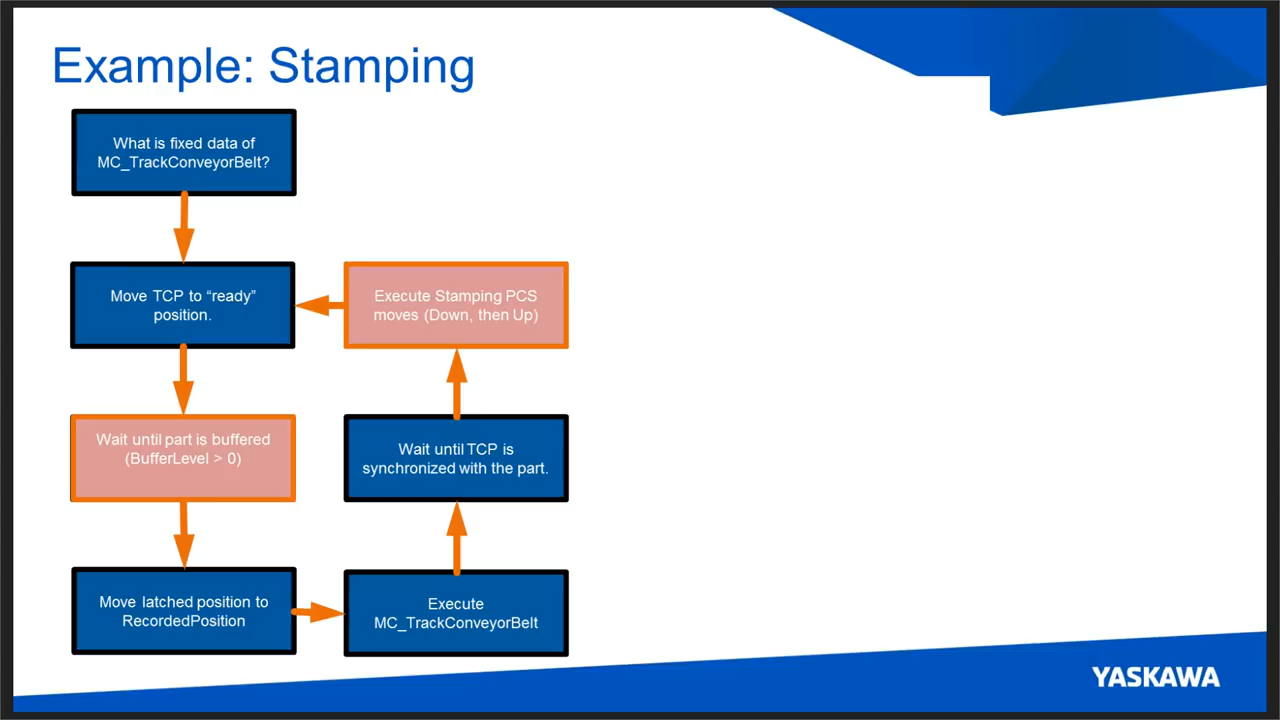 Example: Stamping
What is fixed data of
MC_TrackConveyorBelt?
Move TCP to “ready”
position.
Execute Stamping PCS
moves (Down, then Up)
Wait until part is buffered
(BufferLevel > 0)
Wait until TCP is
synchronized with the part.
Move latched position to
RecordedPosition
Execute
MC_TrackConveyorBelt
YASKAWA